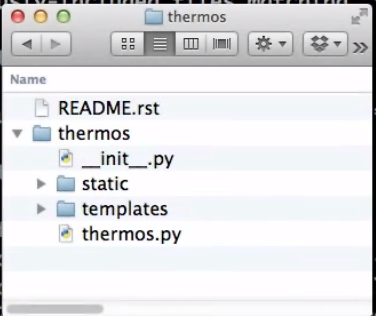 thermos
Name
README.rst
thermos
__init__.py
static
templates
thermos.py